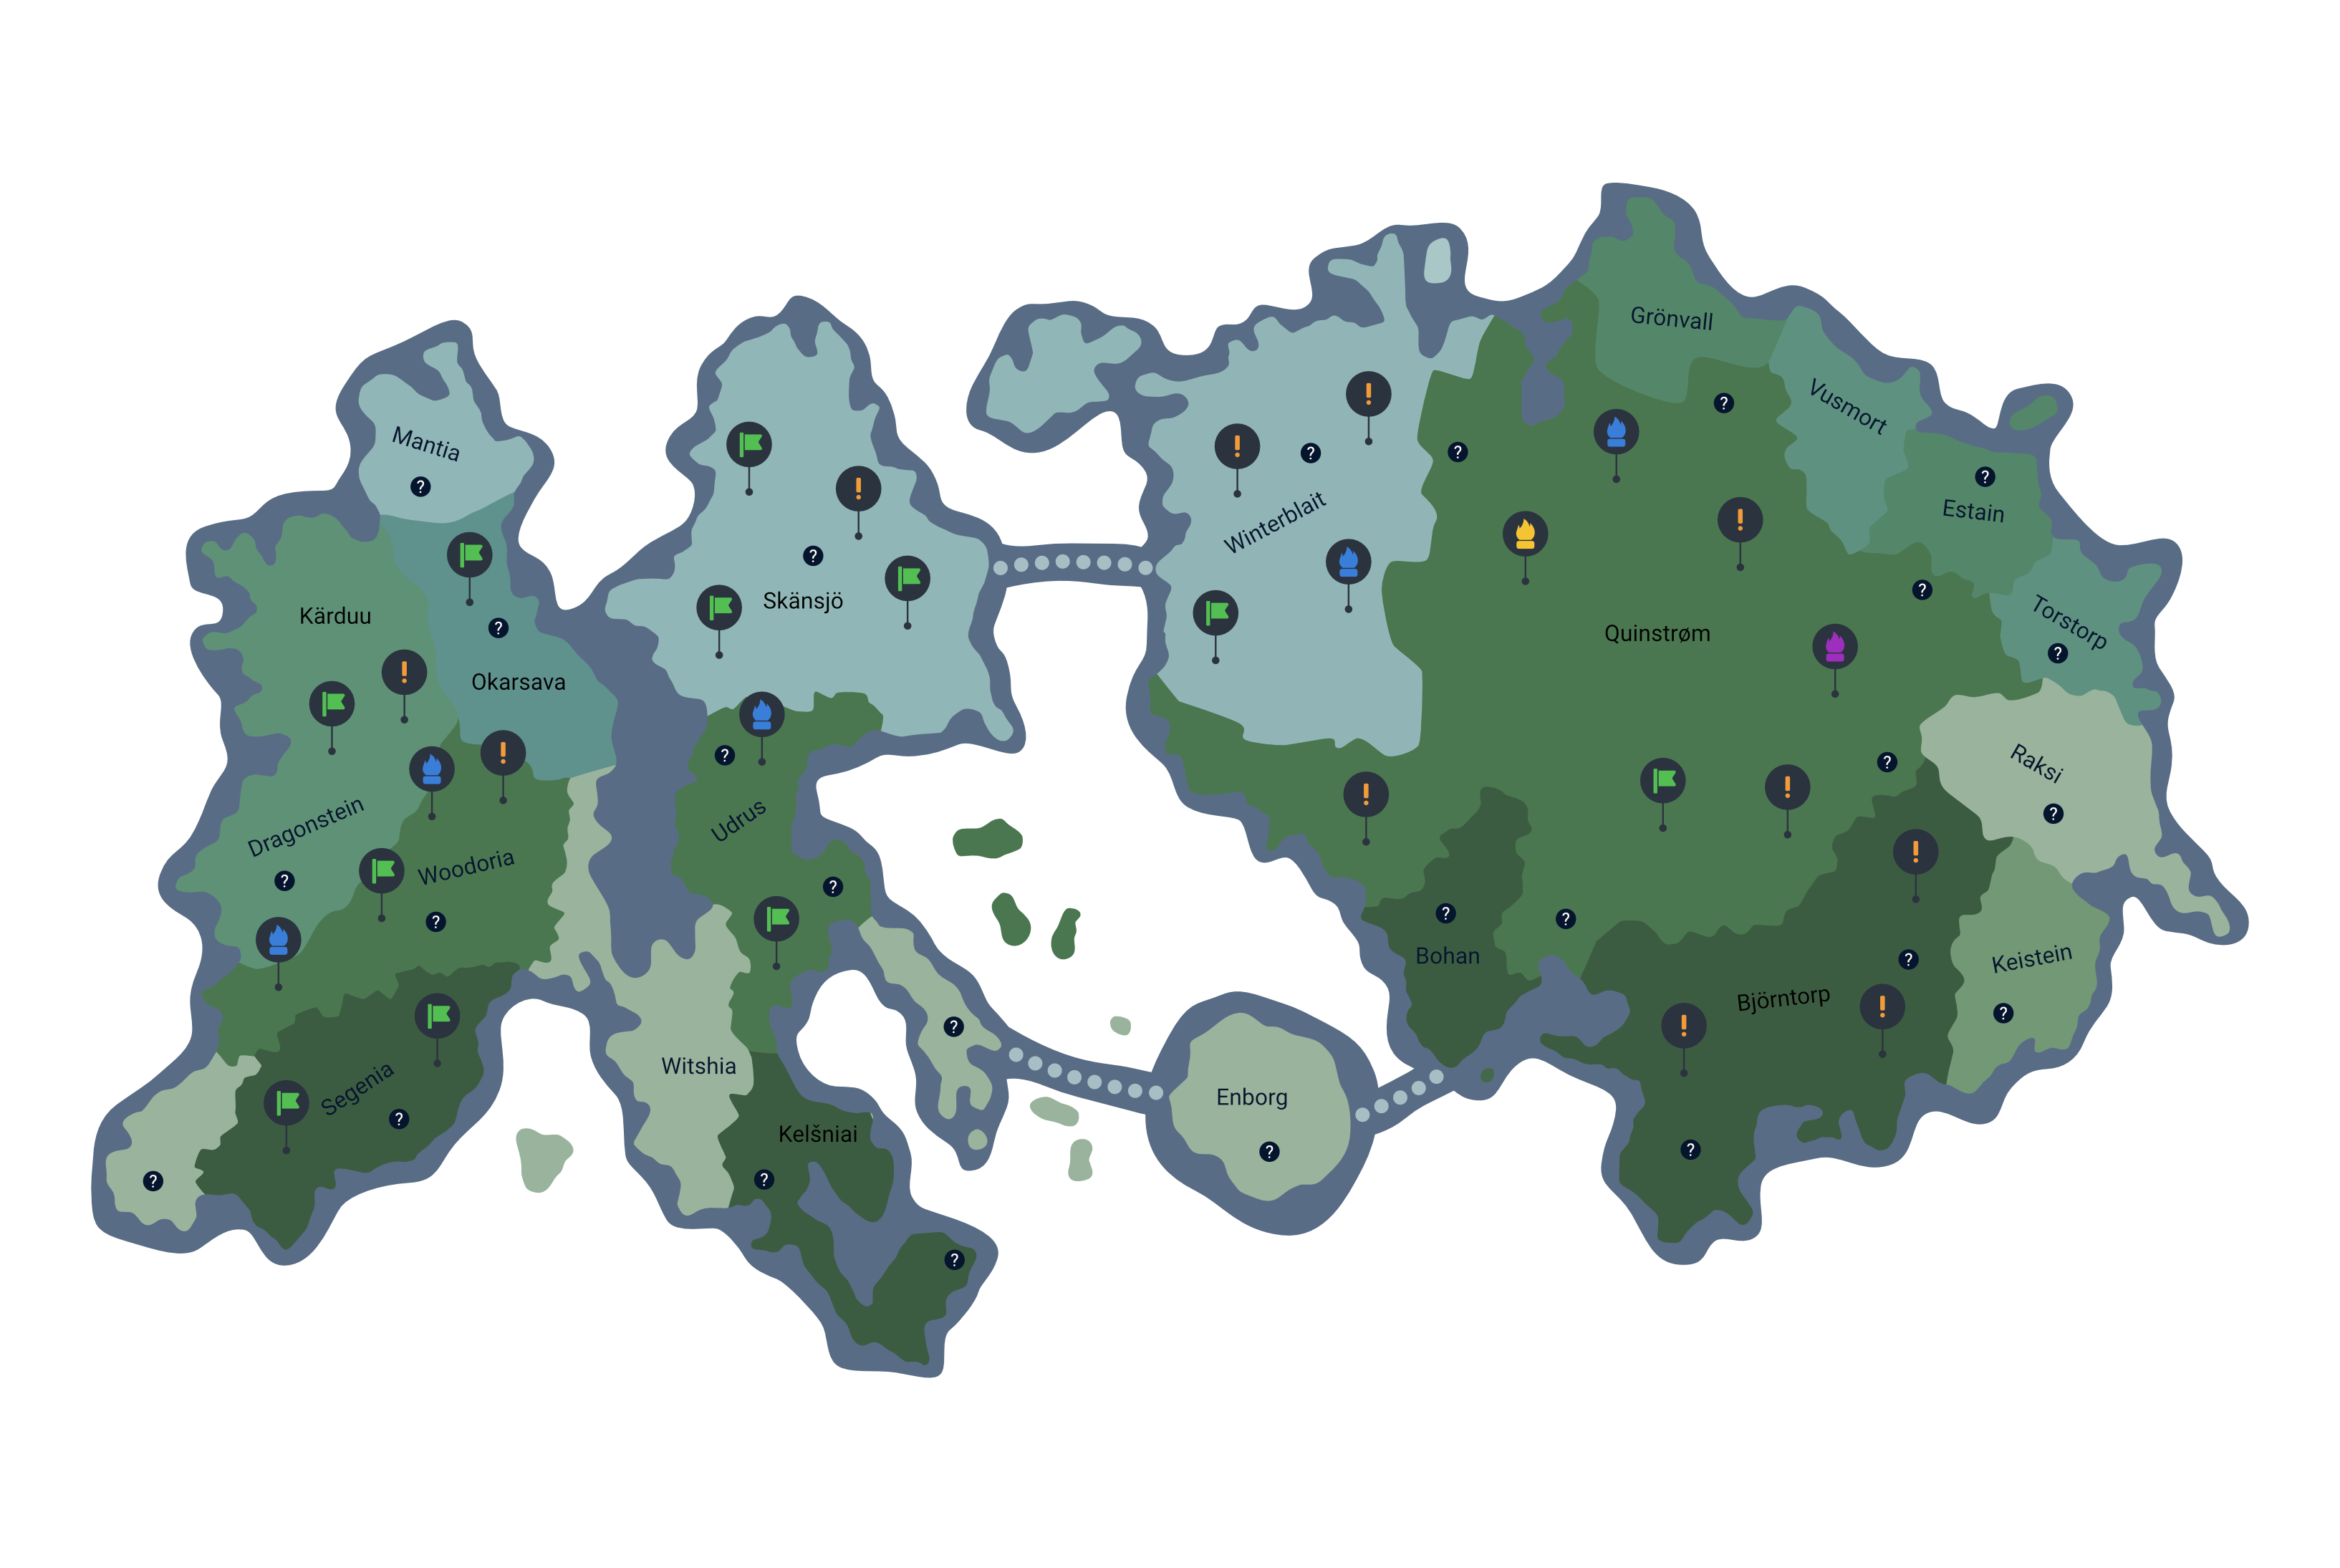 Grönvall
Vusmort
Mantia
Estain
Winterblait
Skänsjö
Kärduu
Torstorp
Quinstrøm
Okarsava
Raksi
Dragonstein
Udrus
Woodoria
Bohan
Keistein
Björntorp
Witshia
Segenia
Enborg
Kelšniai